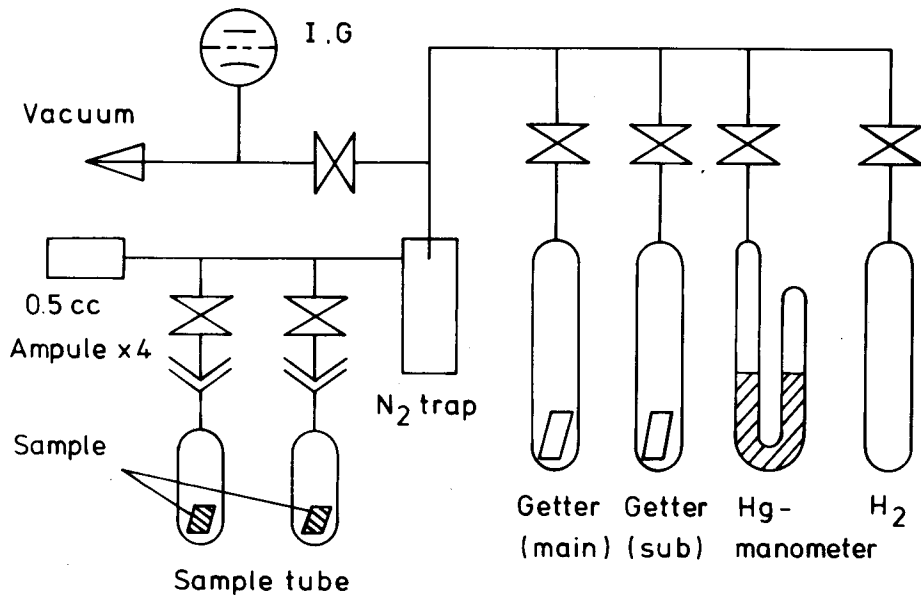 I.G
Vacuum
0.5 cc
Ampule x4
N₂ trap
Sample
Sample tube
Getter
(main)
Getter
(sub)
Hg-
manometer
H₂